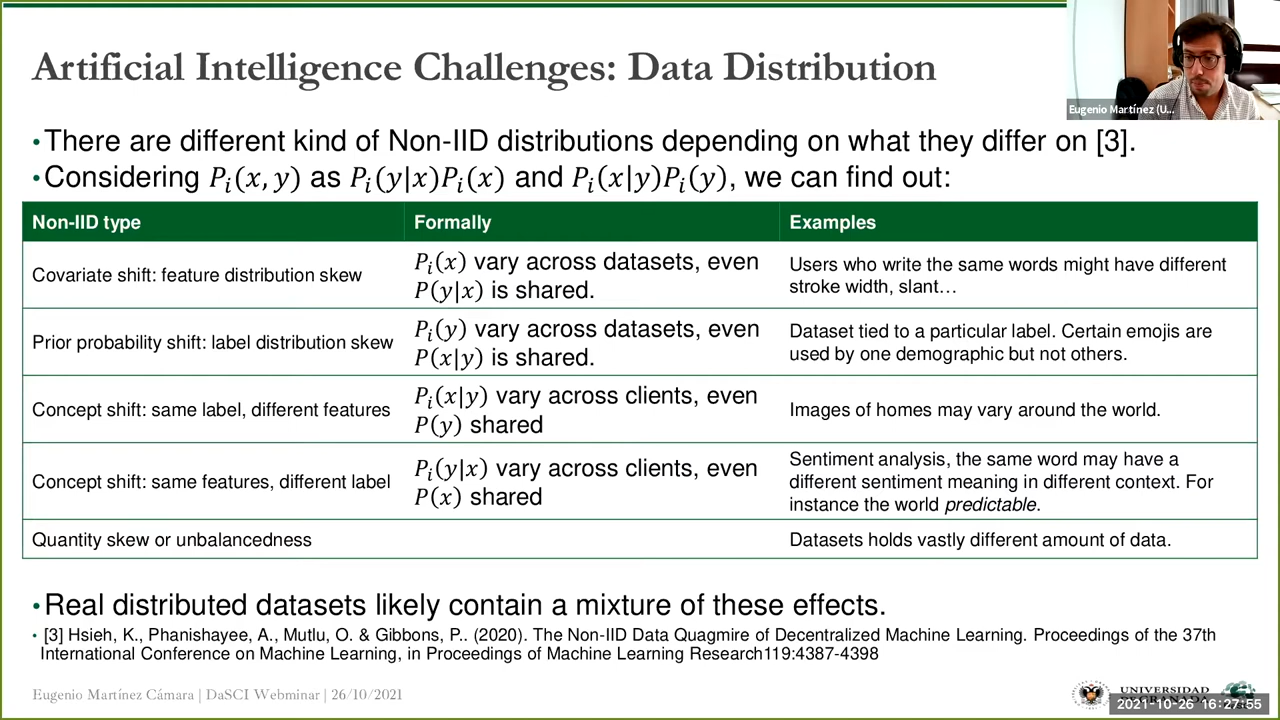 Artificial Intelligence Challenges: Data Distribution
Eugenio Martínez (U...
•There are different kind of Non-IID distributions depending on what they differ on [3].
•Considering P_i(x, y) as P_i(y|x)P_i(x) and P_i(x|y)P_i(y), we can find out:
Non-IID type Formally Examples
Covariate shift: feature distribution skew
P_i(x) vary across datasets, even
P(y|x) is shared.
Users who write the same words might have different
stroke width, slant…
Prior probability shift: label distribution skew
P_i(y) vary across datasets, even
P(x|y) is shared.
Dataset tied to a particular label. Certain emojis are
used by one demographic but not others.
Concept shift: same label, different features
P_i(x|y) vary across clients, even
P(y) shared
Images of homes may vary around the world.
Concept shift: same features, different label
P_i(y|x) vary across clients, even
P(x) shared
Sentiment analysis, the same word may have a
different sentiment meaning in different context. For
instance the world predictable.
Quantity skew or unbalancedness
Datasets holds vastly different amount of data.
•Real distributed datasets likely contain a mixture of these effects.
• [3] Hsieh, K., Phanishayee, A., Mutlu, O. & Gibbons, P.. (2020). The Non-IID Data Quagmire of Decentralized Machine Learning. Proceedings of the 37th
International Conference on Machine Learning, in Proceedings of Machine Learning Research119:4387-4398
Eugenio Martínez Cámara | DaSCI Webminar | 26/10/2021
UNIVERSIDAD
2021-10-26 16:27:55